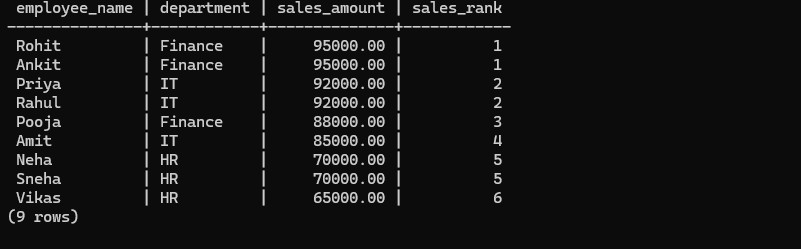 employee_name | department | sales_amount | sales_rank
---------------+------------+--------------+------------
Rohit | Finance | 95000.00 | 1
Ankit | Finance | 95000.00 | 1
Priya | IT | 92000.00 | 2
Rahul | IT | 92000.00 | 2
Pooja | Finance | 88000.00 | 3
Amit | IT | 85000.00 | 4
Neha | HR | 70000.00 | 5
Sneha | HR | 70000.00 | 5
Vikas | HR | 65000.00 | 6
(9 rows)